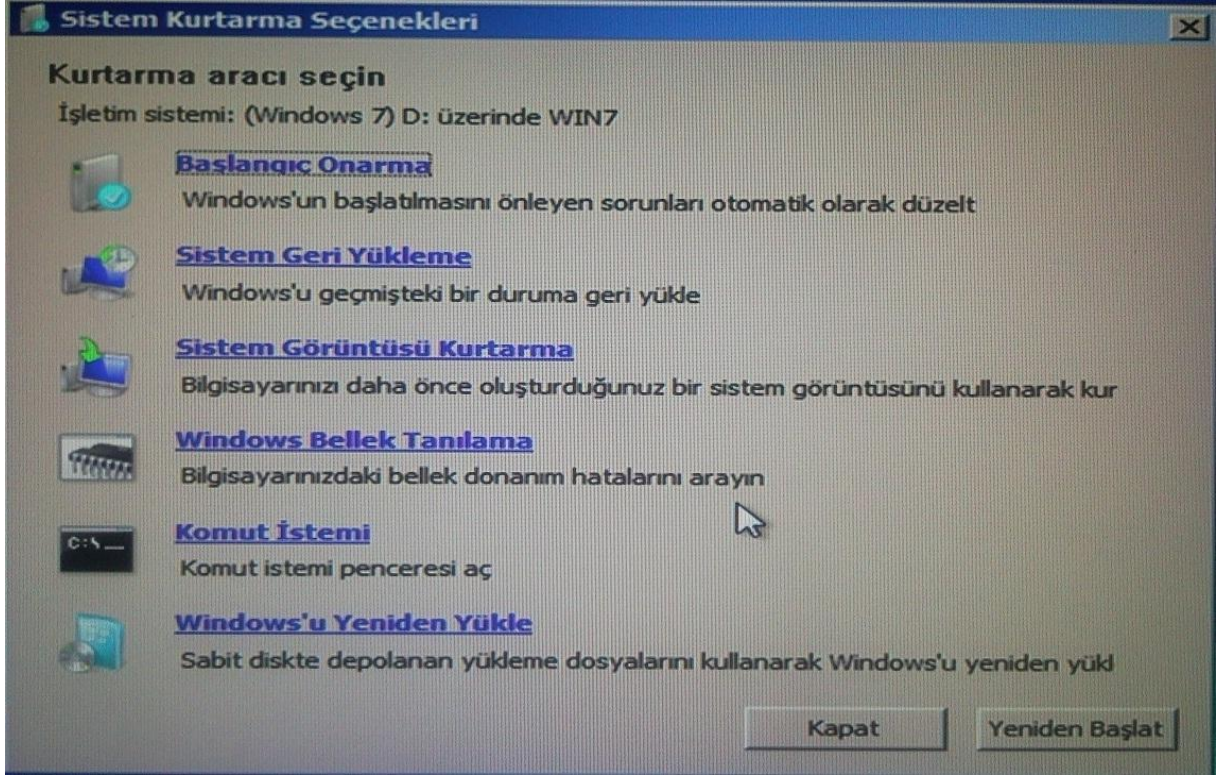 Sistem Kurtarma Seçenekleri
Kurtarma aracı seçin
İşletim sistemi: (Windows 7) D: üzerinde WIN7
Başlangıç Onarma
Windows'un başlatılmasını önleyen sorunları otomatik olarak düzelt
Sistem Geri Yükleme
Windows'u geçmişteki bir duruma geri yükle
Sistem Görüntüsü Kurtarma
Bilgisayarınızı daha önce oluşturduğunuz bir sistem görüntüsünü kullanarak kur
Windows Bellek Tanılama
Bilgisayarınızdaki bellek donanım hatalarını arayın
C:\
Komut İstemi
Komut istemi penceresi aç
Windows'u Yeniden Yükle
Sabit diskte depolanan yükleme dosyalarını kullanarak Windows'u yeniden yükl
Kapat
Yeniden Başlat